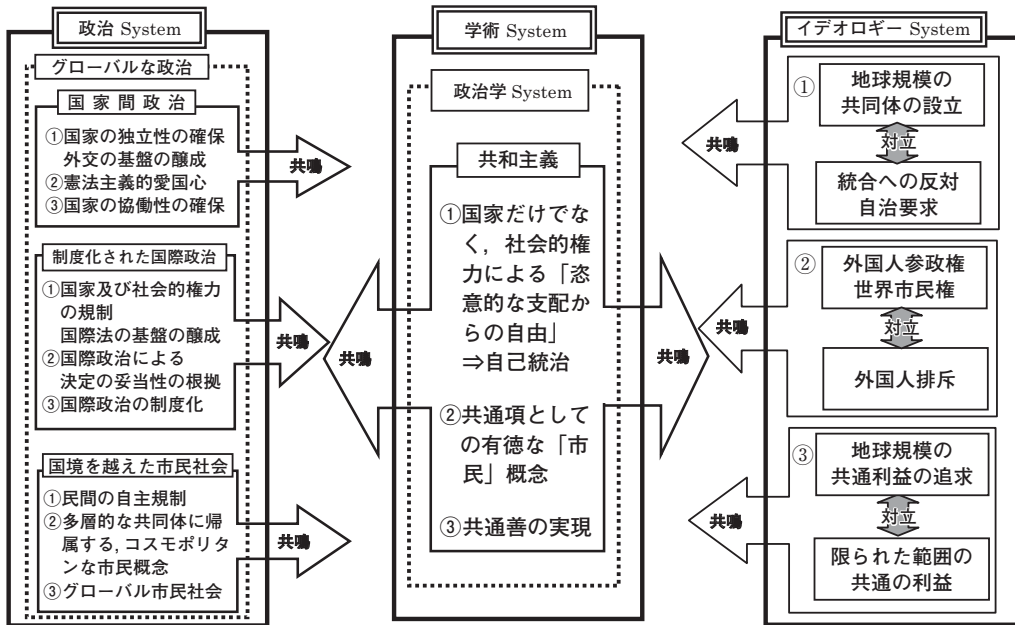 政治 System
グローバルな政治
国家間政治
①国家の独立性の確保
外交の基盤の醸成
②憲法主義的愛国心
③国家の協働性の確保
共鳴
制度化された国際政治
①国家及び社会的権力
の規制
国際法の基盤の醸成
②国際政治による
決定の妥当性の根拠
③国際政治の制度化
共鳴
国境を越えた市民社会
①民間の自主規制
②多層的な共同体に帰
属する,コスモポリタ
ンな市民概念
③グローバル市民社会
共鳴
学術 System
政治学 System
共和主義
①国家だけでな
く，社会的権
力による「恣
意的な支配か
らの自由」
⇒自己統治
②共通項として
の有徳な「市
民」概念
③共通善の実現
共鳴
共鳴
イデオロギー System
①
地球規模の
共同体の設立
対立
統合への反対
自治要求
共鳴
②
外国人参政権
世界市民権
対立
外国人排斥
共鳴
③
地球規模の
共通利益の追求
対立
限られた範囲の
共通の利益
共鳴